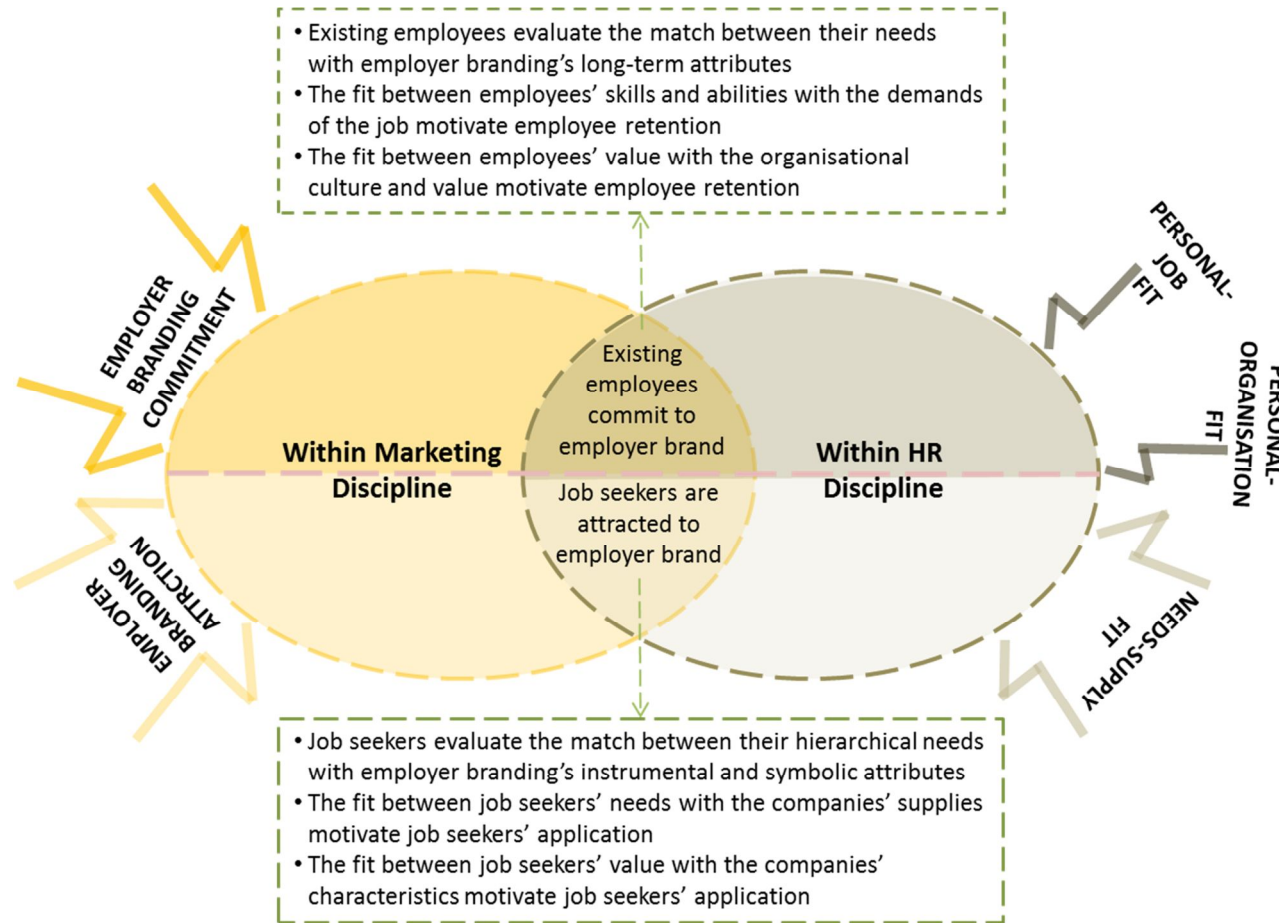 • Existing employees evaluate the match between their needs
with employer branding's long-term attributes
• The fit between employees' skills and abilities with the demands
of the job motivate employee retention
• The fit between employees' value with the organisational
culture and value motivate employee retention
EMPLOYER
BRANDING
COMMITMENT
PERSONAL-
JOB
FIT
Existing
employees
commit to
employer brand
Within Marketing
Discipline
Within HR
Discipline
PERSONAL-
ORGANISATION
FIT
Job seekers are
attracted to
employer brand
EMPLOYER
BRANDING
ATTRCTION
NEEDS-SUPPLY
FIT
• Job seekers evaluate the match between their hierarchical needs
with employer branding's instrumental and symbolic attributes
• The fit between job seekers' needs with the companies' supplies
motivate job seekers' application
• The fit between job seekers' value with the companies'
characteristics motivate job seekers' application